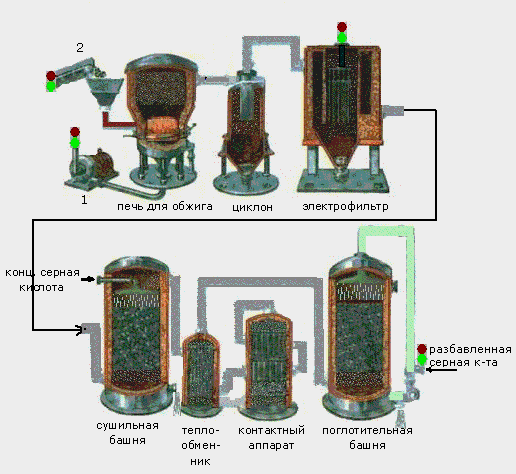 2
1
печь для обжига
циклон
электрофильтр
конц. серная
кислота
разбавленная
серная к-та
сушильная
башня
тепло-
обмен-
ник
контактный
аппарат
поглотительная
башня